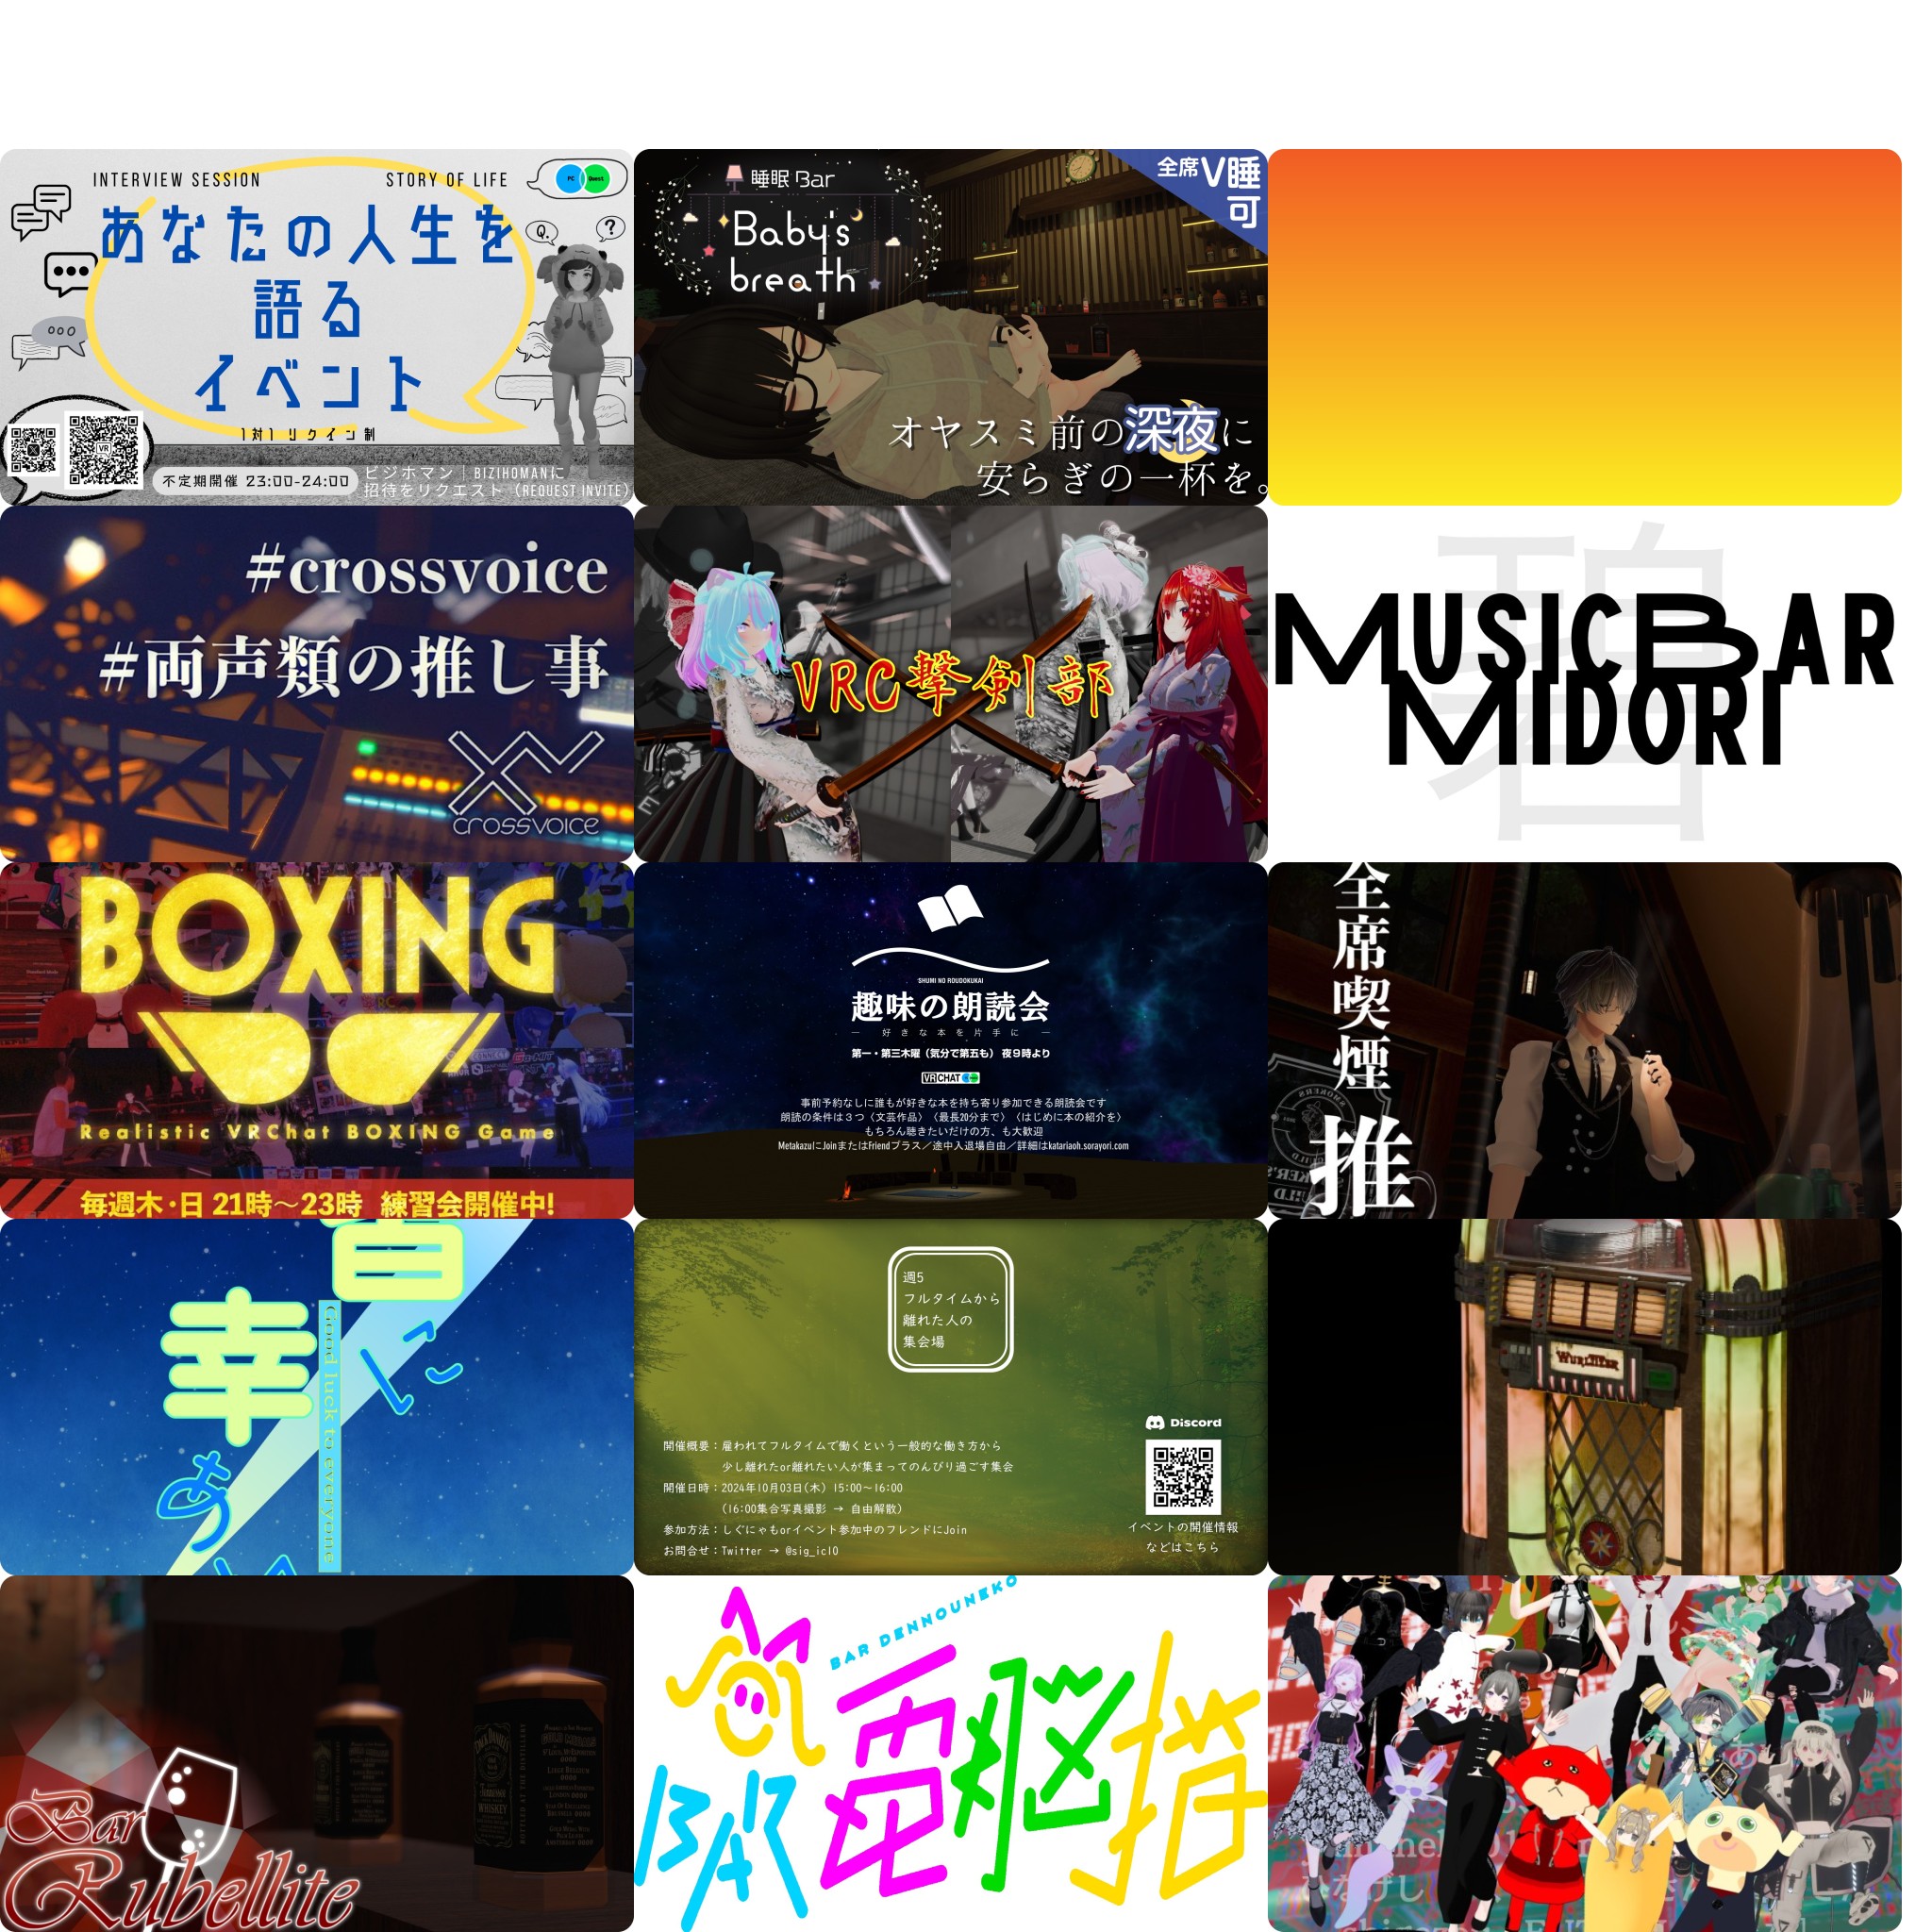 INTERVIEW SESSION
STORY OF LIFE
PC Quest
あなたの人生を
語る
イベント
Q.
?
1対1 リクイン制
不定期開催 23:00-24:00
ビジホマン｜BIZIHOMANに
招待をリクエスト（REQUEST INVITE）
睡眠 Bar
Baby's
breath
全席V睡
可
オヤスミ前の深夜に
安らぎの一杯を。
#crossvoice
#両声類の推し事
crossvoice
VRC撃剣部
碧
MUSICBAR
MIDORI
BOXING
Realistic VRChat BOXING Game
毎週木・日 21時～23時 練習会開催中!
SHUMI NO ROUDOKUKAI
趣味の朗読会
― 好きな本を片手に ―
第一・第三木曜（気分で第五も）夜9時より
VRCHAT
事前予約なしに誰もが好きな本を持ち寄り参加できる朗読会です
朗読の条件は３つ〈文芸作品〉〈最長20分まで〉〈はじめに本の紹介を〉
もちろん聴きたいだけの方、も大歓迎
MetakazuにJoinまたはFriendプラス／途中入退場自由／詳細はkatariaoh.sorayori.com
全席喫煙
推
皆に
幸あ
Good luck to everyone
週5
フルタイムから
離れた人の
集会場
開催概要：雇われてフルタイムで働くという一般的な働き方から
少し離れたor離れたい人が集まってのんびり過ごす集会
開催日時：2024年10月03日(木) 15:00～16:00
(16:00集合写真撮影 → 自由解散)
参加方法：しぐにゃもorイベント参加中のフレンドにJoin
お問合せ：Twitter → @sig_icl0
Discord
イベントの開催情報
などはこちら
WURLITZER
Bar
Rubellite
JACK DANIEL'S
WHISKEY
BAR DENNOUNEKO
BAR 電脳猫